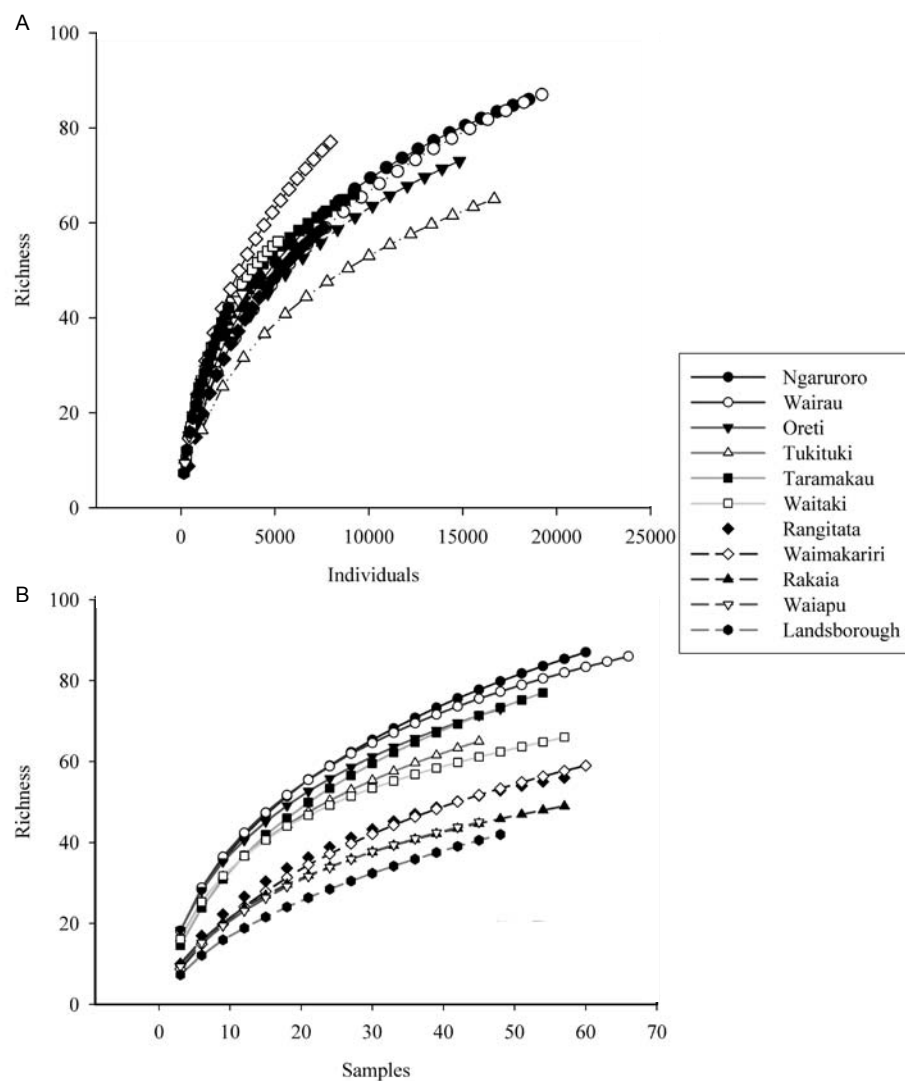 A
100
80
60
40
20
0
Richness
0 5000 10000 15000 20000 25000
Individuals
Ngaruroro
Wairau
Oreti
Tukituki
Taramakau
Waitaki
Rangitata
Waimakariri
Rakaia
Waiapu
Landsborough
B
100
80
60
40
20
0
Richness
0 10 20 30 40 50 60 70
Samples